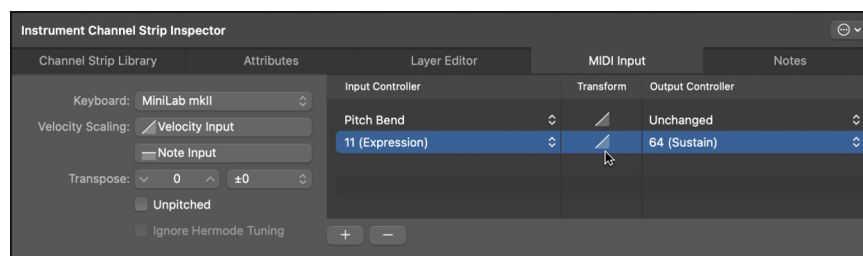 Instrument Channel Strip Inspector
Channel Strip Library Attributes Layer Editor MIDI Input Notes
Input Controller Transform Output Controller
Keyboard: MiniLab mkII
Pitch Bend Unchanged
Velocity Scaling: Velocity Input
11 (Expression) 64 (Sustain)
Note Input
Transpose: 0 ±0
Unpitched
Ignore Hermode Tuning
+ −